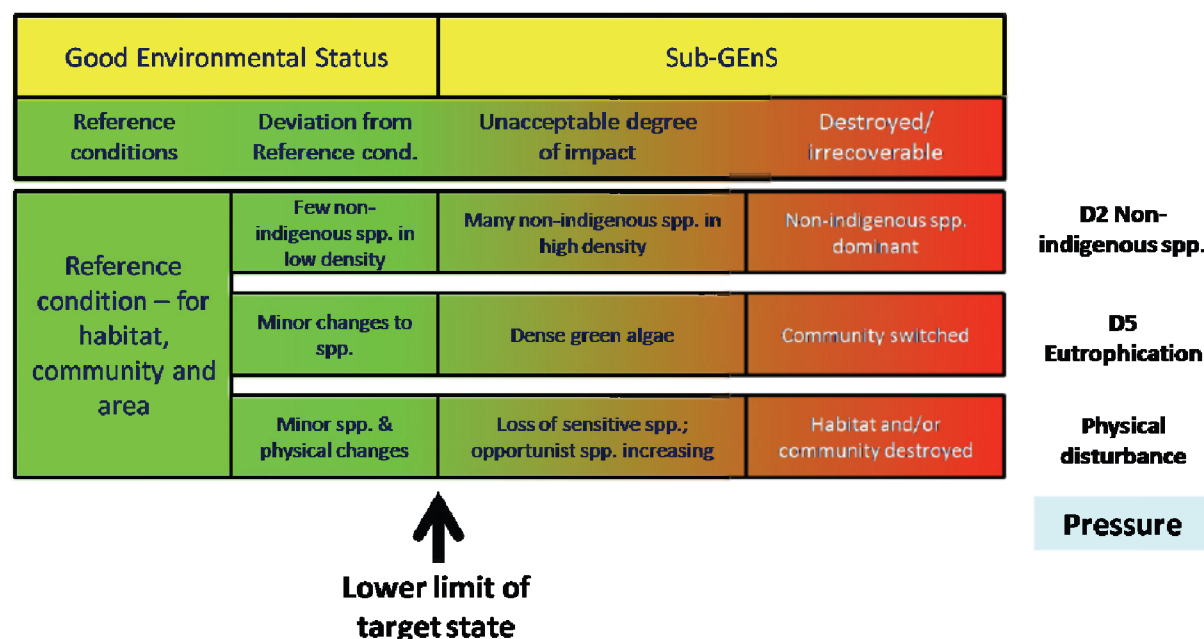 Good Environmental Status
Sub-GEnS
Reference
conditions
Deviation from
Reference cond.
Unacceptable degree
of impact
Destroyed/
irrecoverable
Reference
condition – for
habitat,
community and
area
Few non-
indigenous spp. in
low density
Many non-indigenous spp. in
high density
Non-indigenous spp.
dominant
D2 Non-
indigenous spp.
Minor changes to
spp.
Dense green algae
Community switched
D5
Eutrophication
Minor spp. &
physical changes
Loss of sensitive spp.;
opportunist spp. increasing
Habitat and/or
community destroyed
Physical
disturbance
Pressure
Lower limit of
target state